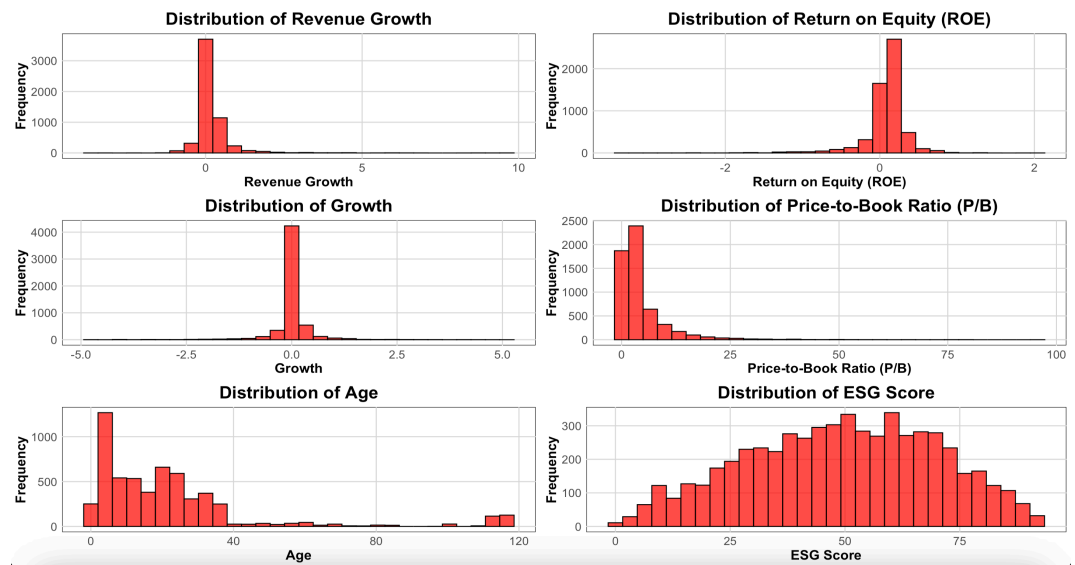 Distribution of Revenue Growth
Frequency
3000
2000
1000
0
0 5 10
Revenue Growth
Distribution of Return on Equity (ROE)
Frequency
2000
1000
0
-2 0 2
Return on Equity (ROE)
Distribution of Growth
Frequency
4000
3000
2000
1000
0
-5.0 -2.5 0.0 2.5 5.0
Growth
Distribution of Price-to-Book Ratio (P/B)
Frequency
2500
2000
1500
1000
500
0
0 25 50 75 100
Price-to-Book Ratio (P/B)
Distribution of Age
Frequency
1000
500
0
0 40 80 120
Age
Distribution of ESG Score
Frequency
300
200
100
0
0 25 50 75
ESG Score